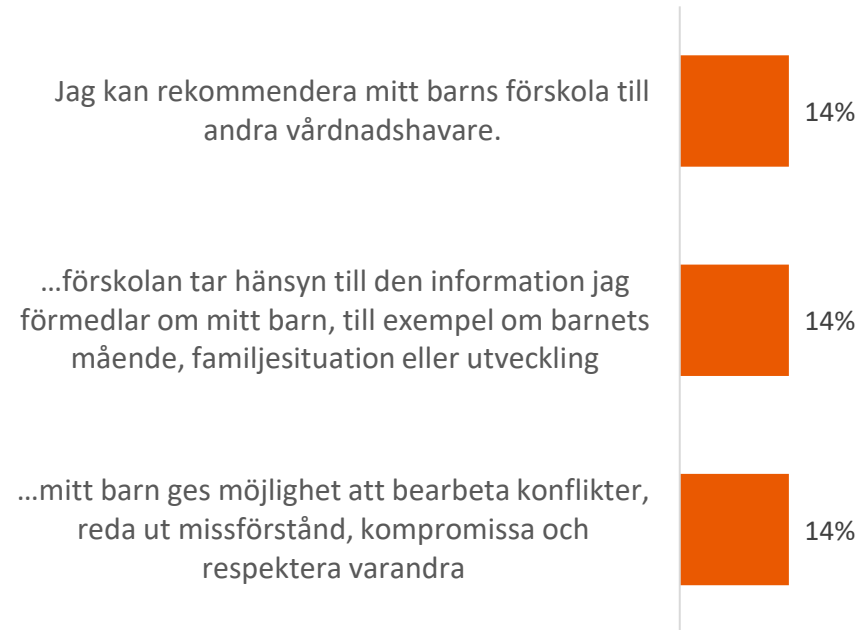 Jag kan rekommendera mitt barns förskola till
andra vårdnadshavare.
14%
...förskolan tar hänsyn till den information jag
förmedlar om mitt barn, till exempel om barnets
mående, familjesituation eller utveckling
14%
...mitt barn ges möjlighet att bearbeta konflikter,
reda ut missförstånd, kompromissa och
respektera varandra
14%